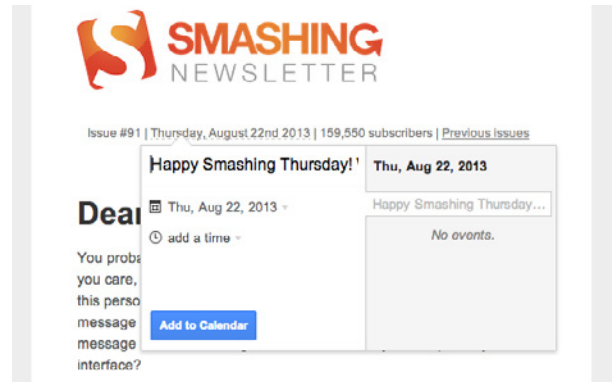 SMASHING
NEWSLETTER
Issue #91 | Thursday, August 22nd 2013 | 159,550 subscribers | Previous issues
Happy Smashing Thursday!
Thu, Aug 22, 2013
Thu, Aug 22, 2013
add a time
Add to Calendar
Happy Smashing Thursday...
No events.
Dear
You proba
you care,
this perso
message
message
interface?